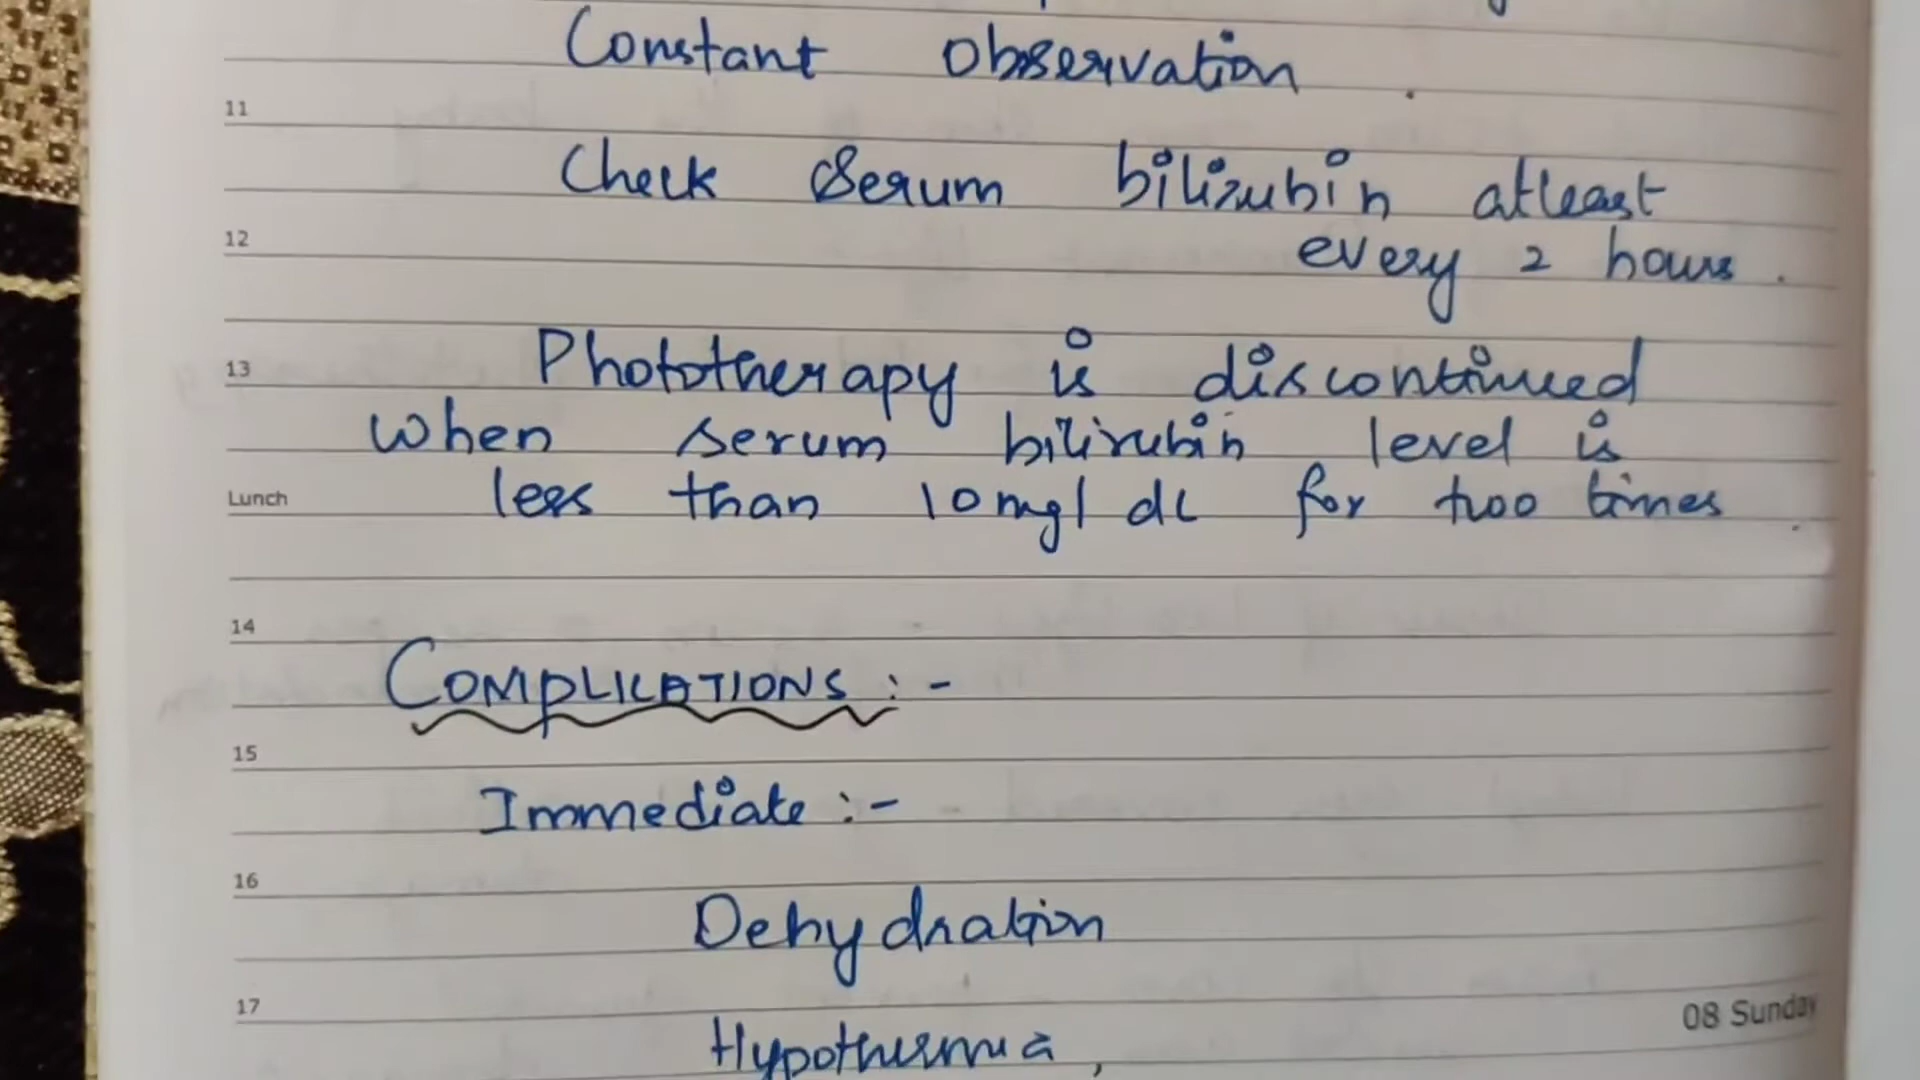 Constant observation.
11
Check Serum bilirubin atleast
12
every 2 hours.
13
Phototherapy is discontinued
when serum bilirubin level is
Lunch
less than 10mg/dL for two times.
14
COMPLICATIONS :-
15
Immediate :-
16
Dehydration
17
08 Sunday
Hypothermia,